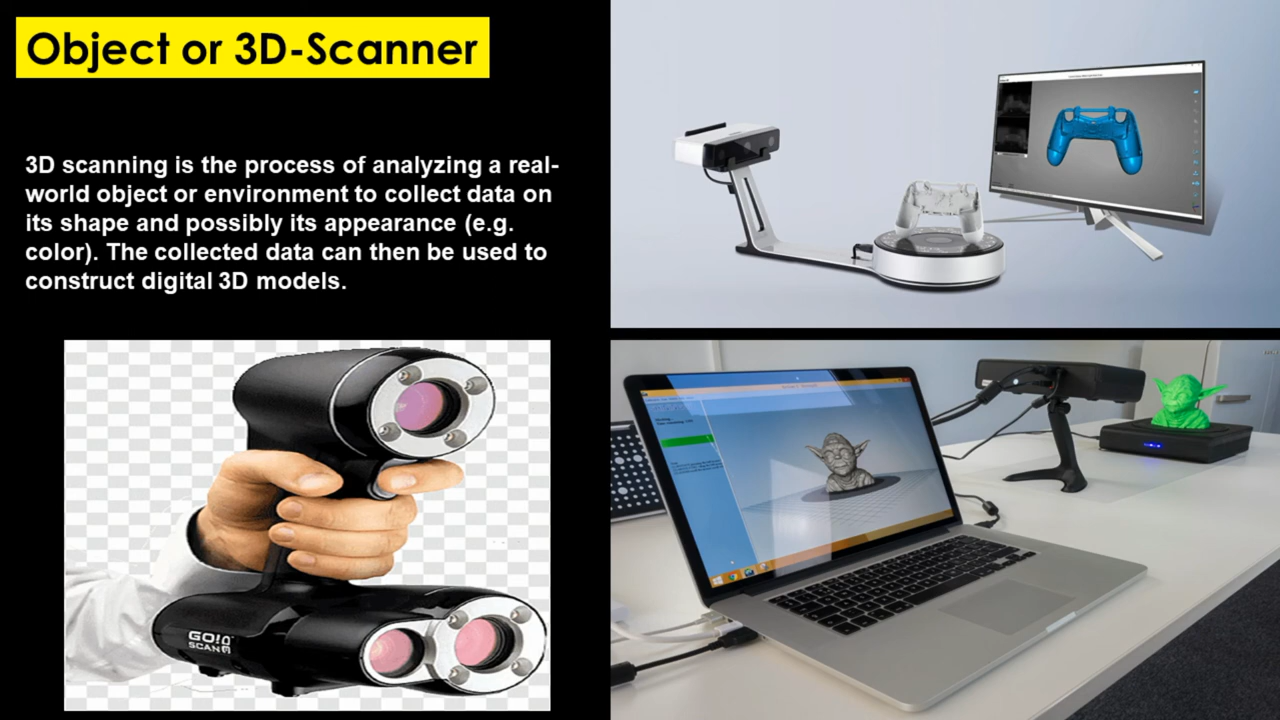 Object or 3D-Scanner
3D scanning is the process of analyzing a real-
world object or environment to collect data on
its shape and possibly its appearance (e.g.
color). The collected data can then be used to
construct digital 3D models.
GO!
SCAN